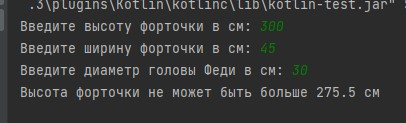 .3\plugins\Kotlin\kotlinc\lib\kotlin-test.jar"
Введите высоту форточки в см: 300
Введите ширину форточки в см: 45
Введите диаметр головы Феди в см: 30
Высота форточки не может быть больше 275.5 см